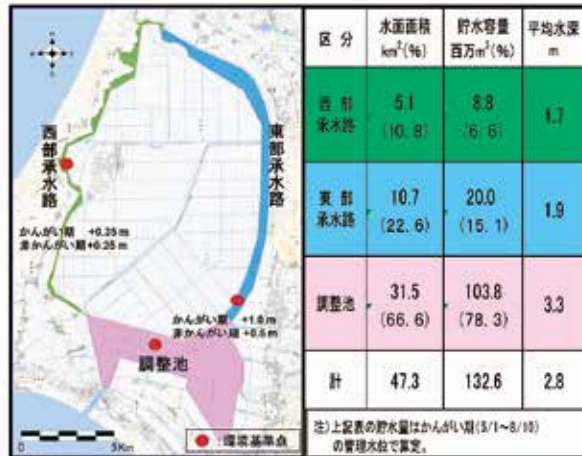 西部承水路
東部承水路
かんがい期 +0.35m
非かんがい期+0.25m
かんがい期 +1.0m
非かんがい期+0.5m
調整池
0 5Km
:環境基準点
区分 水面面積 km²(%) 貯水容量 百万m³(%) 平均水深 m
西部承水路 5.1 (10.8) 8.8 (6.6) 1.7
東部承水路 10.7 (22.6) 20.0 (15.1) 1.9
調整池 31.5 (66.6) 103.8 (78.3) 3.3
計 47.3 132.6 2.8
注)上記表の貯水量はかんがい期(5/1~8/10)
の管理水位で算定。